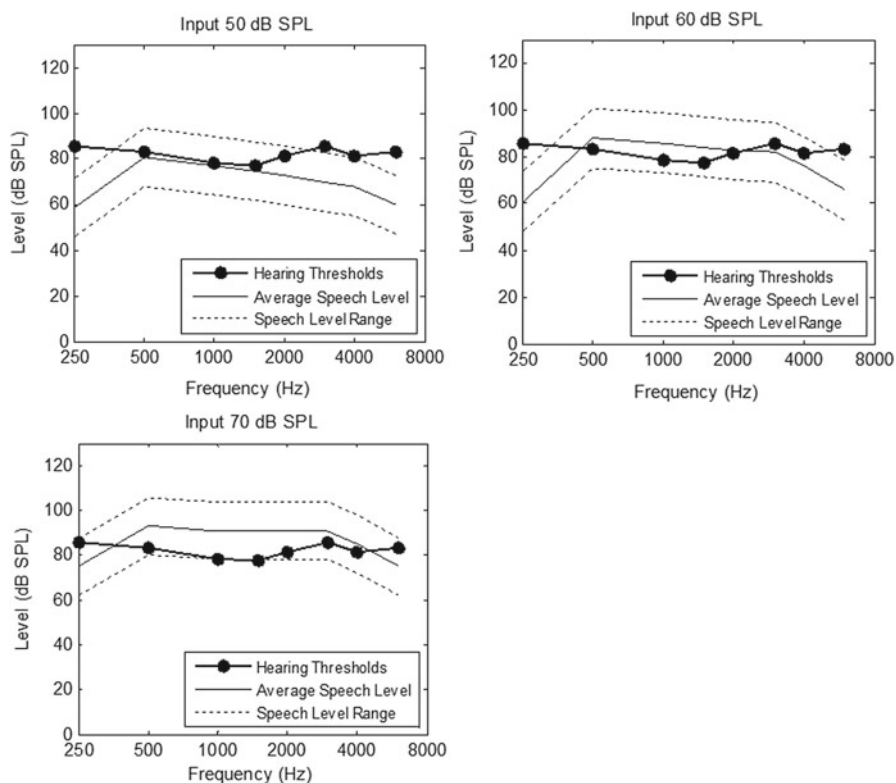 Input 50 dB SPL
120
100
80
60
40
20
0
Level (dB SPL)
Hearing Thresholds
Average Speech Level
Speech Level Range
250 500 1000 2000 4000 8000
Frequency (Hz)
Input 60 dB SPL
120
100
80
60
40
20
0
Level (dB SPL)
Hearing Thresholds
Average Speech Level
Speech Level Range
250 500 1000 2000 4000 8000
Frequency (Hz)
Input 70 dB SPL
120
100
80
60
40
20
0
Level (dB SPL)
Hearing Thresholds
Average Speech Level
Speech Level Range
250 500 1000 2000 4000 8000
Frequency (Hz)